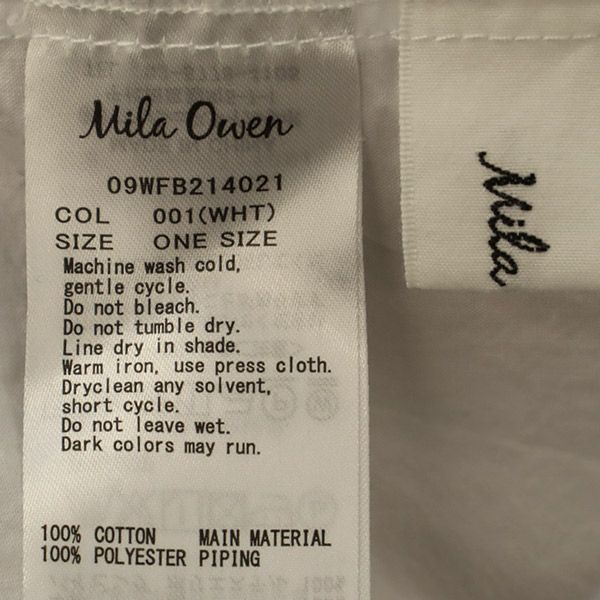 Mila Owen
09WFB214021
COL 001(WHT)
SIZE ONE SIZE
Machine wash cold,
gentle cycle.
Do not bleach.
Do not tumble dry.
Line dry in shade.
Warm iron, use press cloth.
Dryclean any solvent,
short cycle.
Do not leave wet.
Dark colors may run.
100% COTTON MAIN MATERIAL
100% POLYESTER PIPING
Mila